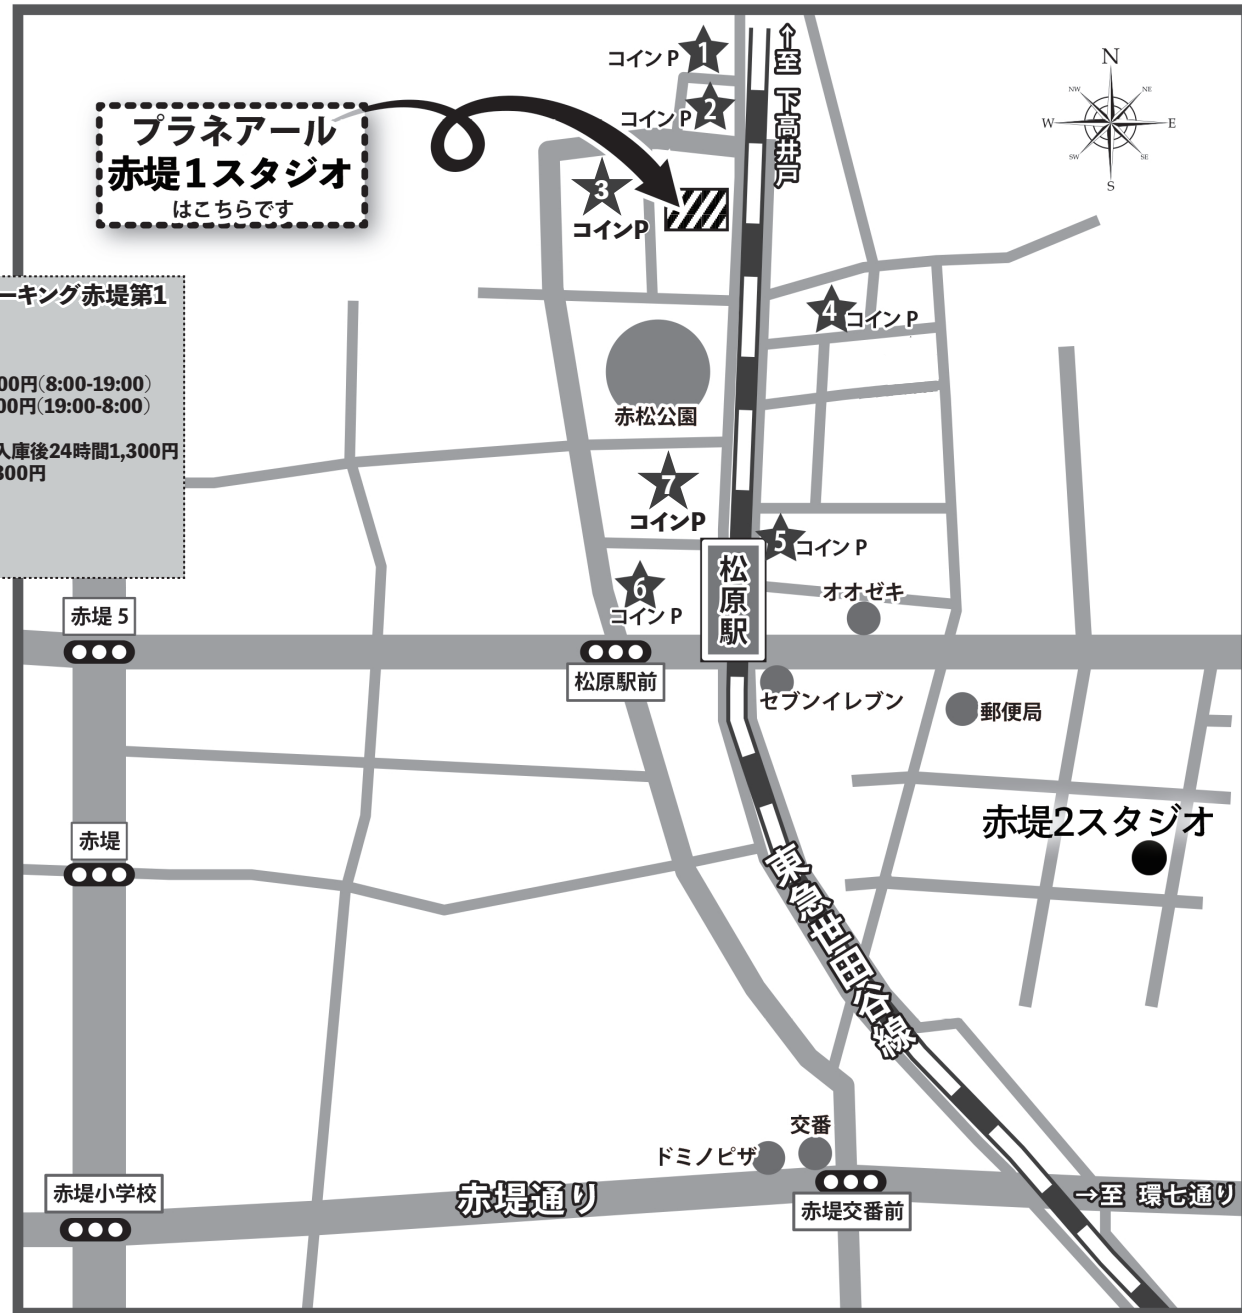 コインP
1
↑至 下高井戸
N
NW
NE
W
E
SW
SE
S
コインP
2
プラネアール
赤堤1スタジオ
はこちらです
3
コインP
ーキング赤堤第1
4
コインP
00円(8:00-19:00)
00円(19:00-8:00)
入庫後24時間1,300円
300円
赤松公園
7
コインP
5
コインP
松原駅
6
コインP
オオゼキ
赤堤5
松原駅前
セブンイレブン
郵便局
赤堤2スタジオ
赤堤
東急世田谷線
交番
ドミノピザ
赤堤小学校
赤堤通り
赤堤交番前
→至 環七通り